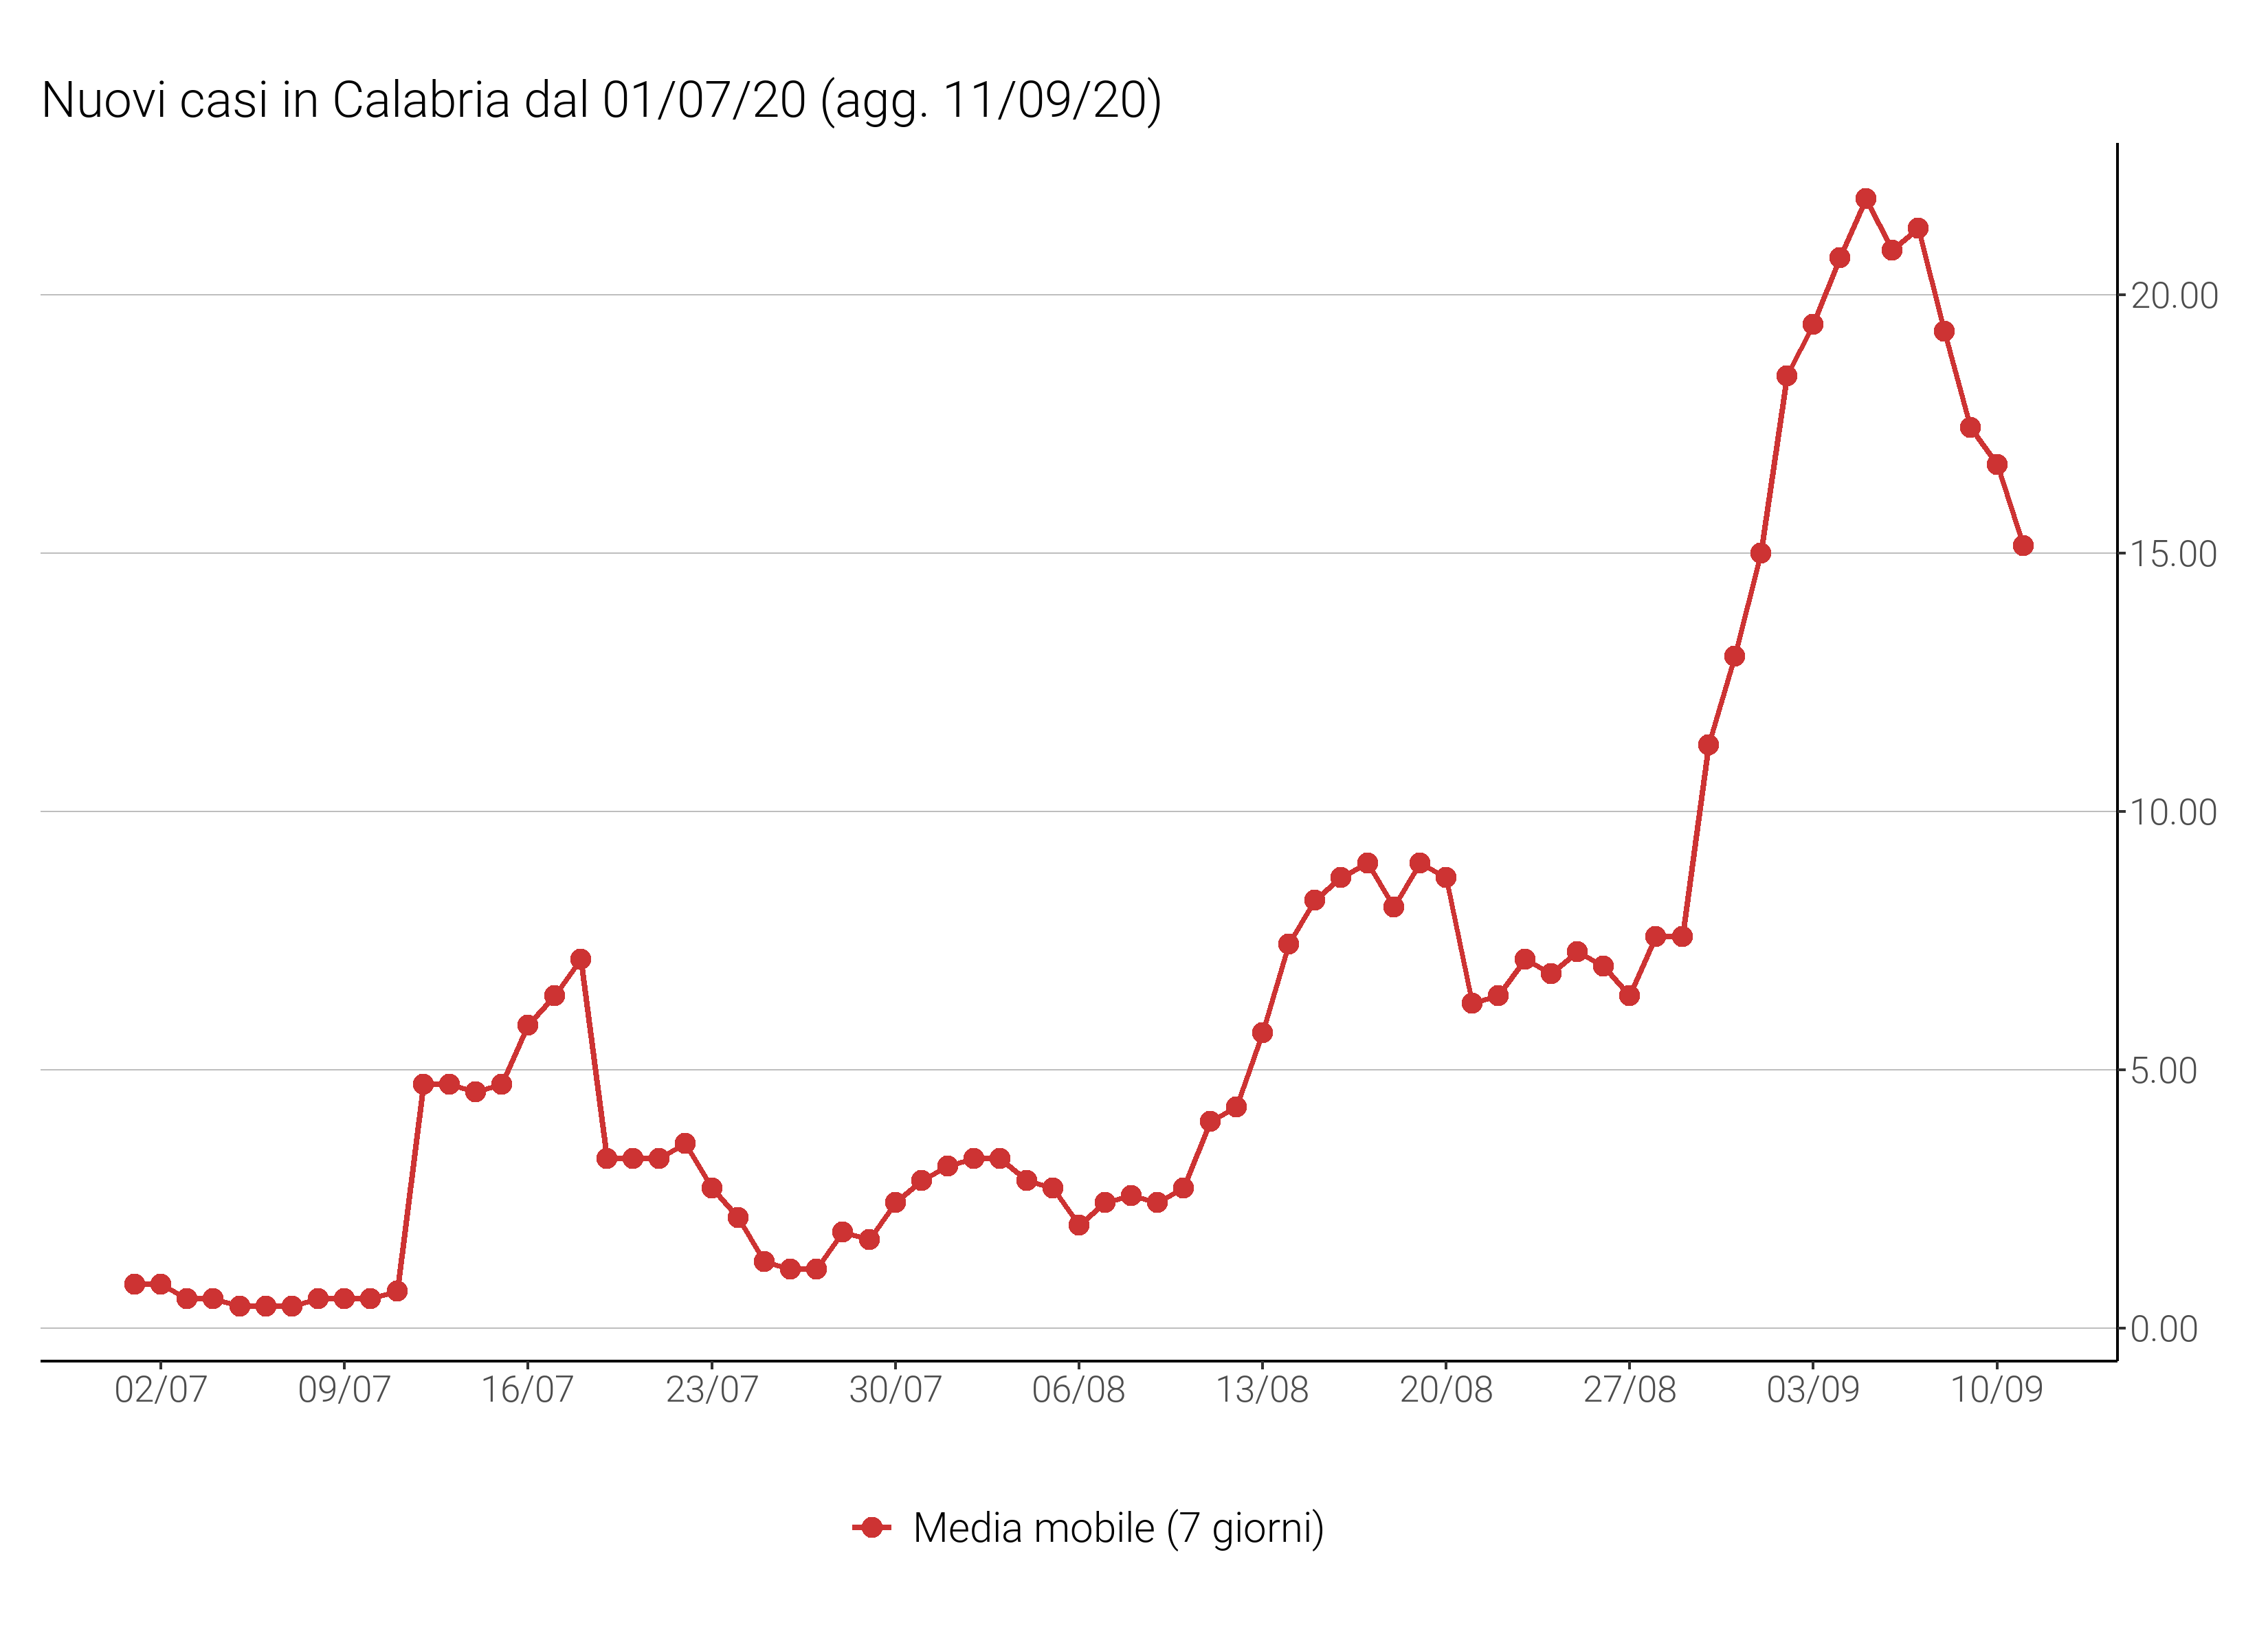 Nuovi casi in Calabria dal 01/07/20 (agg. 11/09/20)
20.00
15.00
10.00
5.00
0.00
02/07 09/07 16/07 23/07 30/07 06/08 13/08 20/08 27/08 03/09 10/09
Media mobile (7 giorni)